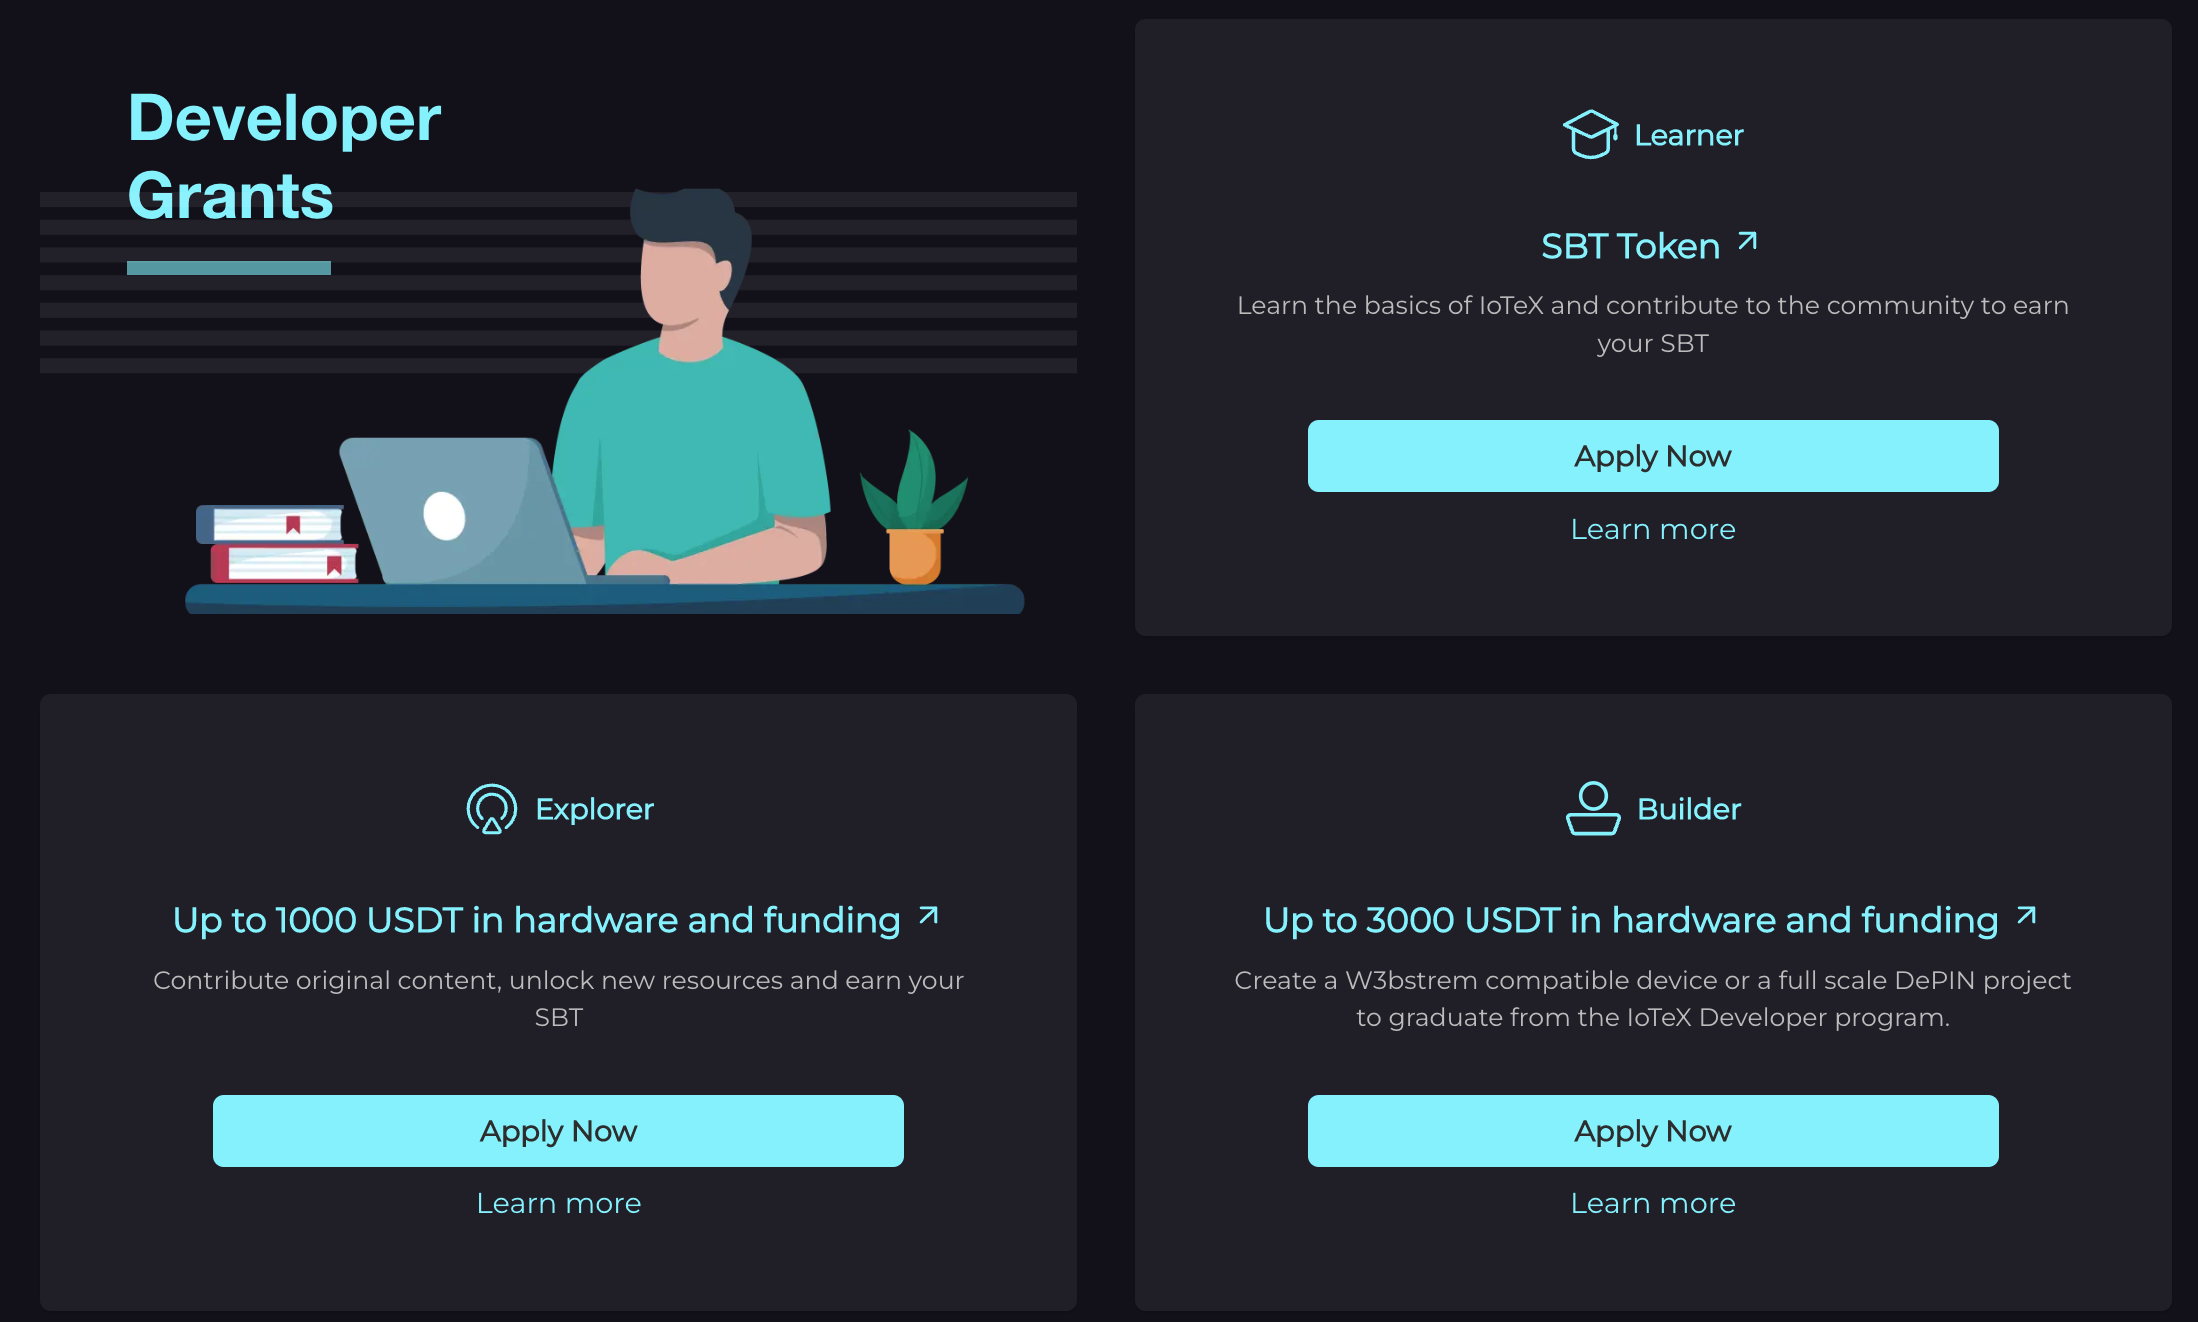 Developer
Grants
Learner
SBT Token
Learn the basics of IoTeX and contribute to the community to earn
your SBT
Apply Now
Learn more
Explorer
Up to 1000 USDT in hardware and funding
Contribute original content, unlock new resources and earn your
SBT
Apply Now
Learn more
Builder
Up to 3000 USDT in hardware and funding
Create a W3bstrem compatible device or a full scale DePIN project
to graduate from the IoTeX Developer program.
Apply Now
Learn more